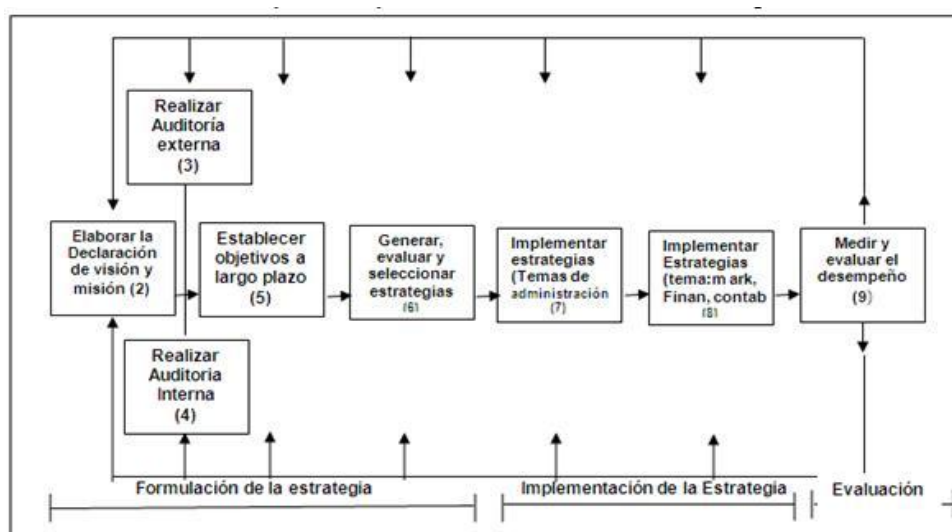 Realizar
Auditoría
externa
(3)
Elaborar la
Declaración
de visión y
misión (2)
Establecer
objetivos a
largo plazo
(5)
Generar,
evaluar y
seleccionar
estrategias
(6)
Implementar
estrategias
(Temas de
administración
(7)
Implementar
Estrategias
(tema:m ark,
Finan, contab
(8)
Medir y
evaluar el
desempeño
(9)
Realizar
Auditoria
Interna
(4)
Formulación de la estrategia
Implementación de la Estrategia
Evaluación